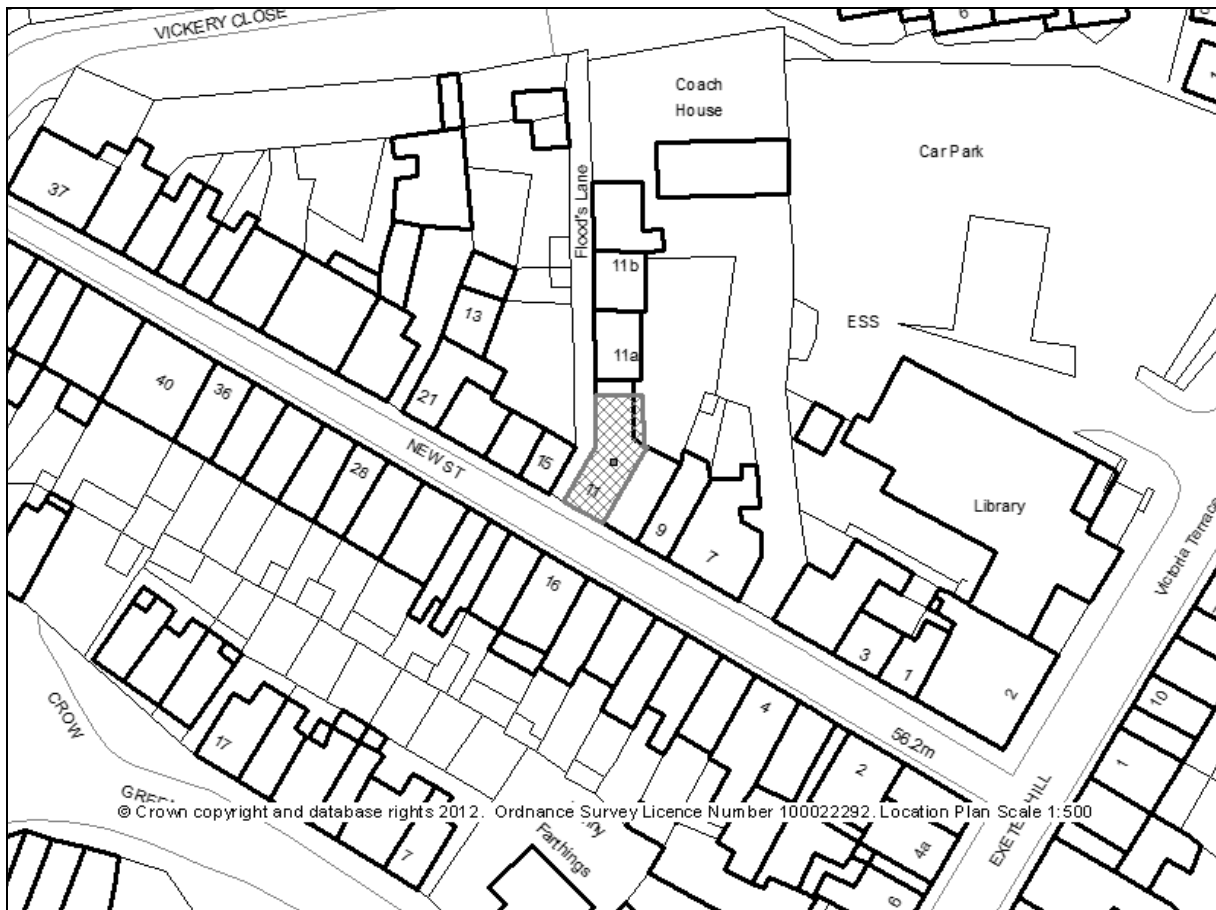 VICKERY CLOSE
6
1
Coach
House
Car Park
37
Flood's Lane
11b
13
ESS
11a
40
36
21
NEW ST
15
28
11
9
7
Library
Victoria Terrace
16
3
1
2
10
4
56.2m
2
1
CROW
17
4a
EXETER HILL
© Crown copyright and database rights 2012. Ordnance Survey Licence Number 100022292. Location Plan Scale 1:500
7
Farthings
6